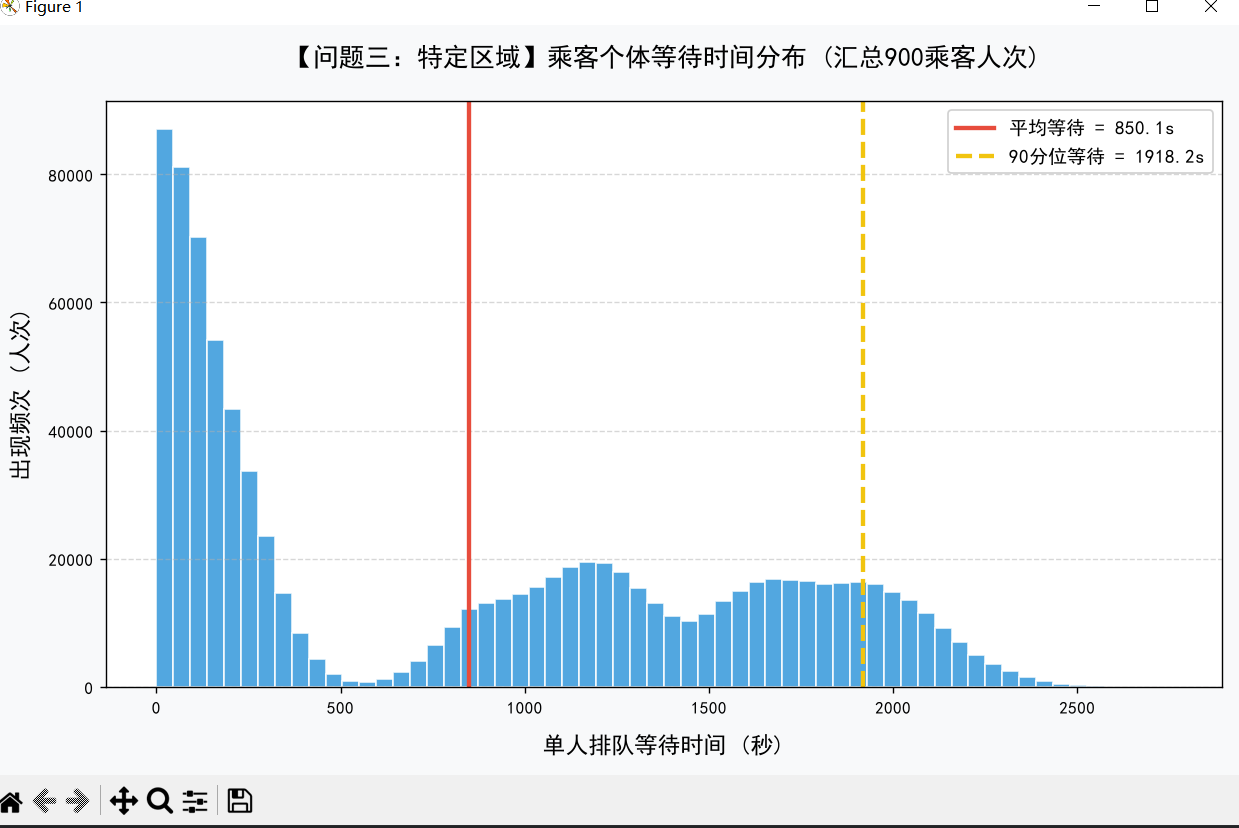 Figure 1
【问题三：特定区域】乘客个体等待时间分布 (汇总900乘客人次)
平均等待 = 850.1s
90分位等待 = 1918.2s
80000
60000
40000
20000
0
出现频次 (人次)
0 500 1000 1500 2000 2500
单人排队等待时间 (秒)